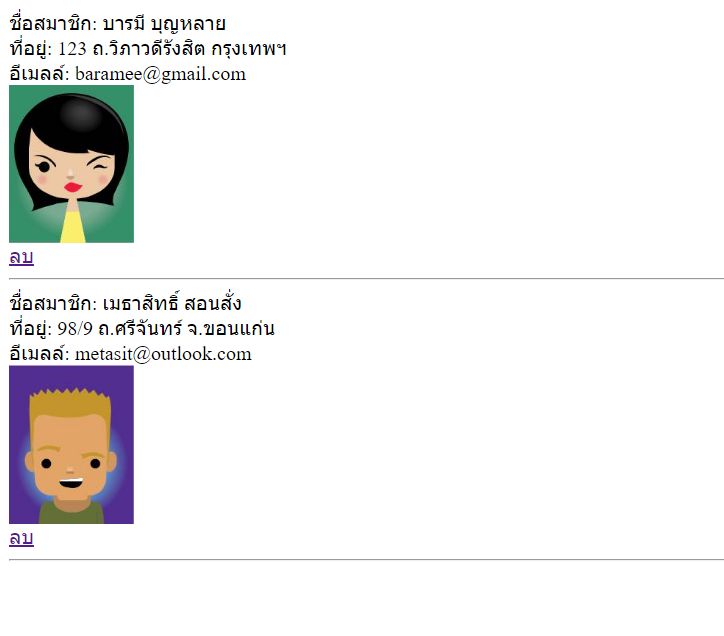 ชื่อสมาชิก: บารมี บุญหลาย
ที่อยู่: 123 ถ.วิภาวดีรังสิต กรุงเทพฯ
อีเมลล์: baramee@gmail.com
ลบ
ชื่อสมาชิก: เมธาสิทธิ์ สอนสั่ง
ที่อยู่: 98/9 ถ.ศรีจันทร์ จ.ขอนแก่น
อีเมลล์: metasit@outlook.com
ลบ